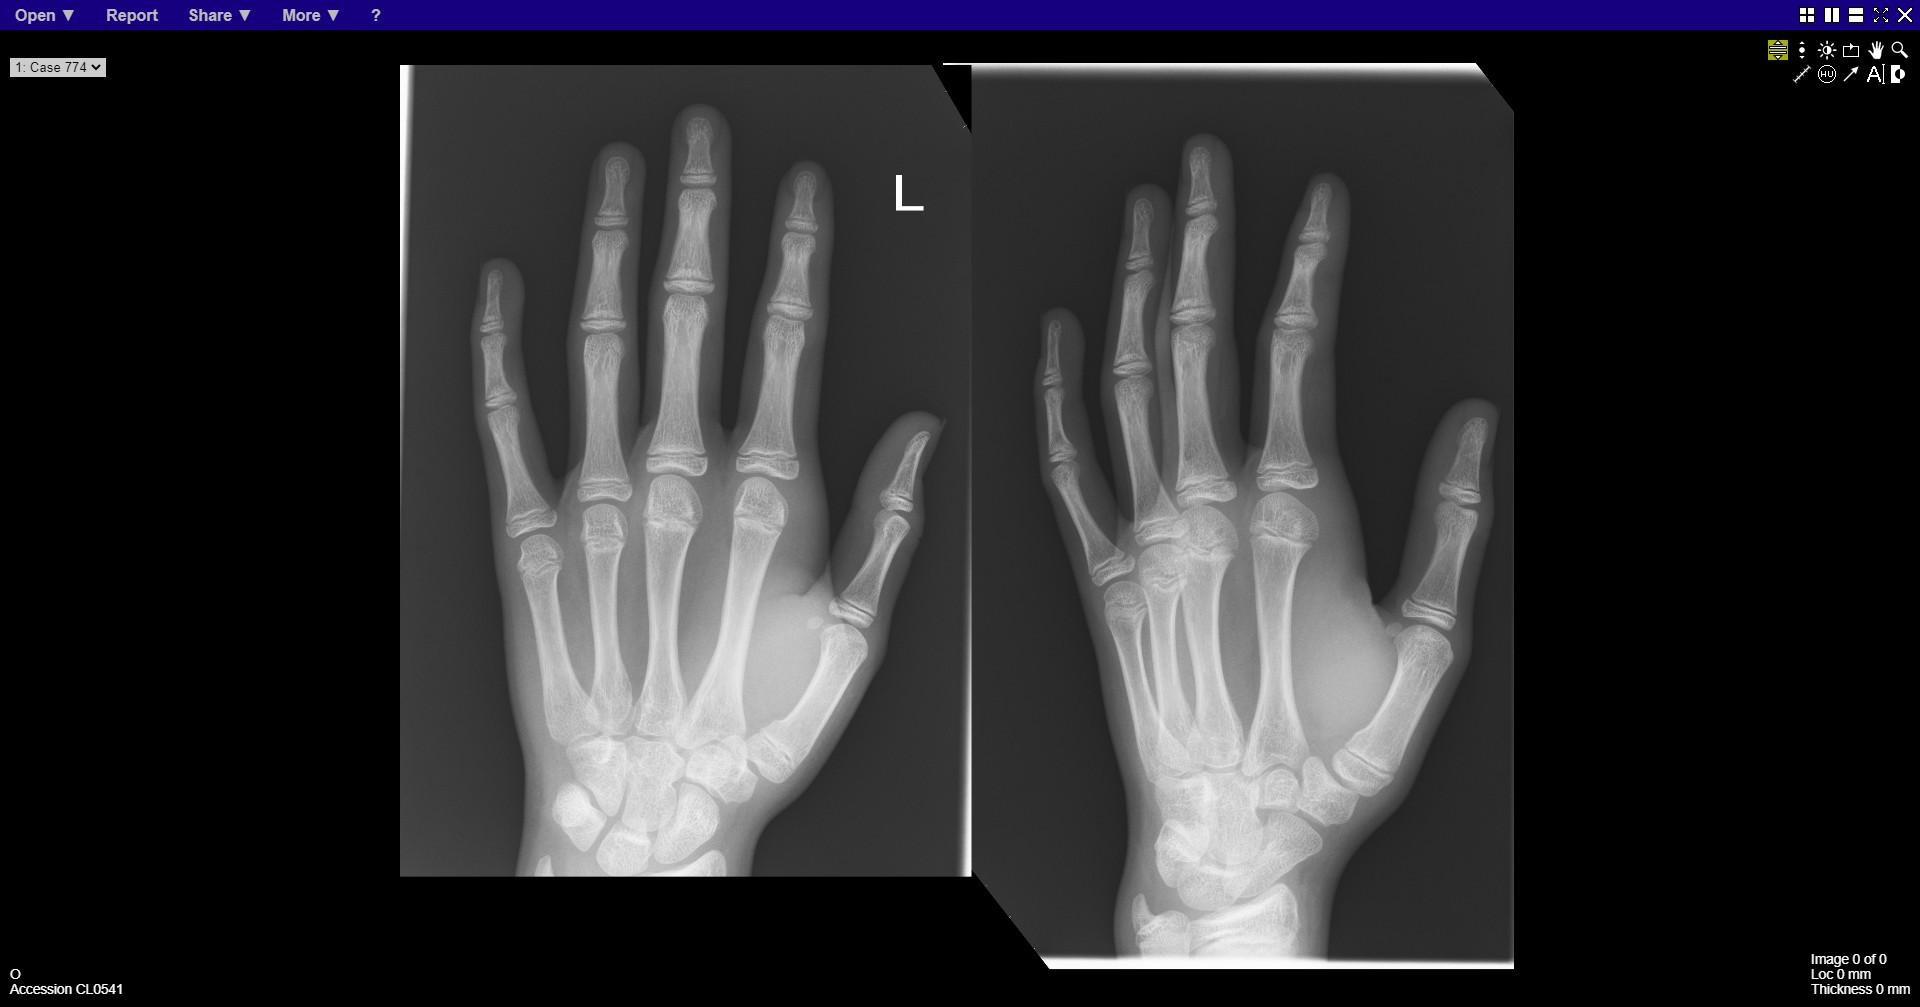 Open ▼ Report Share ▼ More ▼ ?
1: Case 774
HU
A
L
O
Accession CL0541
Image 0 of 0
Loc 0 mm
Thickness 0 mm